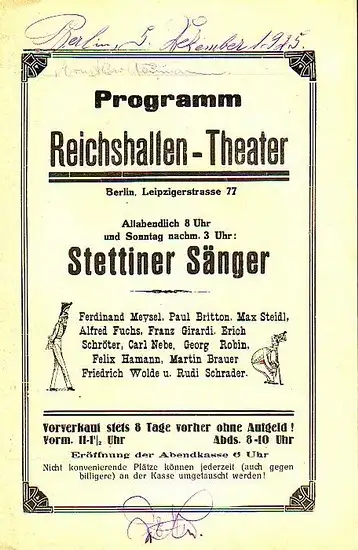 Berlin, 5. Dezember 1925.
Programm
Reichshallen-Theater
Berlin, Leipzigerstrasse 77
Allabendlich 8 Uhr
und Sonntag nachm. 3 Uhr:
Stettiner Sänger
Ferdinand Meysel, Paul Britton, Max Steidl,
Alfred Fuchs, Franz Girardi, Erich
Schröter, Carl Nebe, Georg Robin,
Felix Hamann, Martin Brauer
Friedrich Wolde u. Rudi Schrader.
Vorverkauf stets 8 Tage vorher ohne Aufgeld!
Vorm. 11-1½ Uhr Abds. 8-10 Uhr
Eröffnung der Abendkasse 6 Uhr
Nicht konvenierende Plätze können jederzeit (auch gegen
billigere) an der Kasse umgetauscht werden!